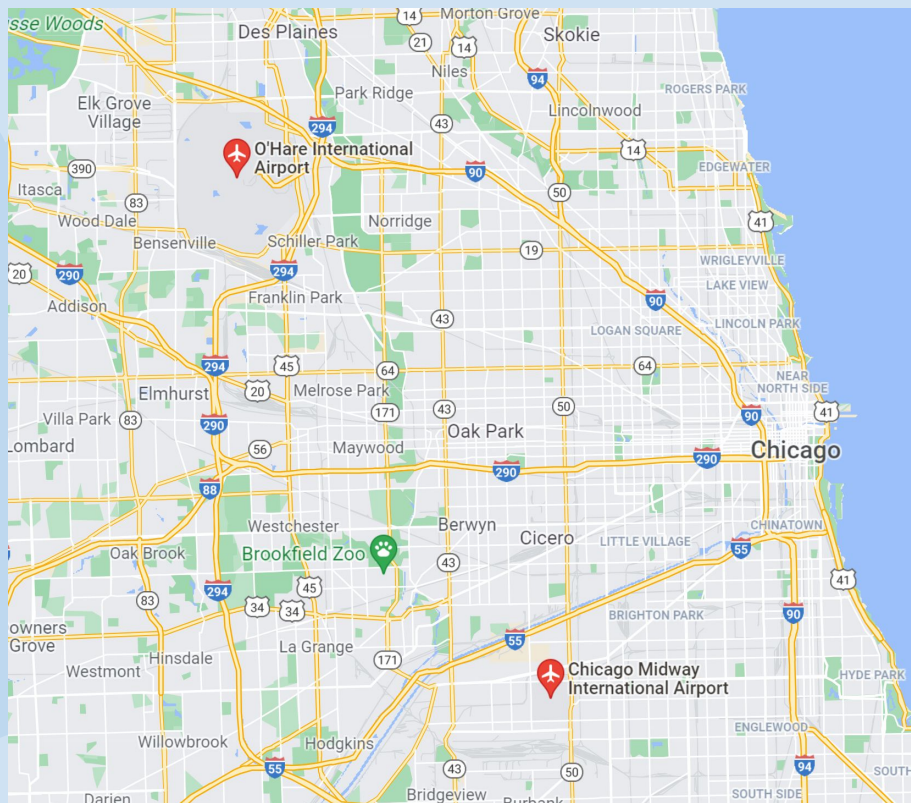 sse Woods
Des Plaines
14
Morton Grove
21
14
Skokie
Niles
94
ROGERS PARK
Park Ridge
Elk Grove
Village
Lincolnwood
294
43
O'Hare International
Airport
14
390
90
EDGEWATER
Itasca
83
50
Wood Dale
Norridge
41
Bensenville
Schiller Park
19
WRIGLEYVILLE
20
290
294
LAKE VIEW
Addison
Franklin Park
90
43
LOGAN SQUARE
LINCOLN PARK
294
45
64
64
NEAR
NORTH SIDE
Elmhurst
20
Melrose Park
Villa Park
83
290
171
43
50
90
41
Lombard
56
Maywood
Oak Park
Chicago
290
290
88
Westchester
Berwyn
CHINATOWN
Oak Brook
Brookfield Zoo
Cicero
LITTLE VILLAGE
55
43
294
45
41
83
34
34
90
owners
Grove
BRIGHTON PARK
Hinsdale
La Grange
55
Westmont
171
Chicago Midway
International Airport
HYDE PARK
ENGLEWOOD
Willowbrook
Hodgkins
55
43
50
94
SOUTH
Darien
Bridgeview
Burbank
SOUTH SIDE